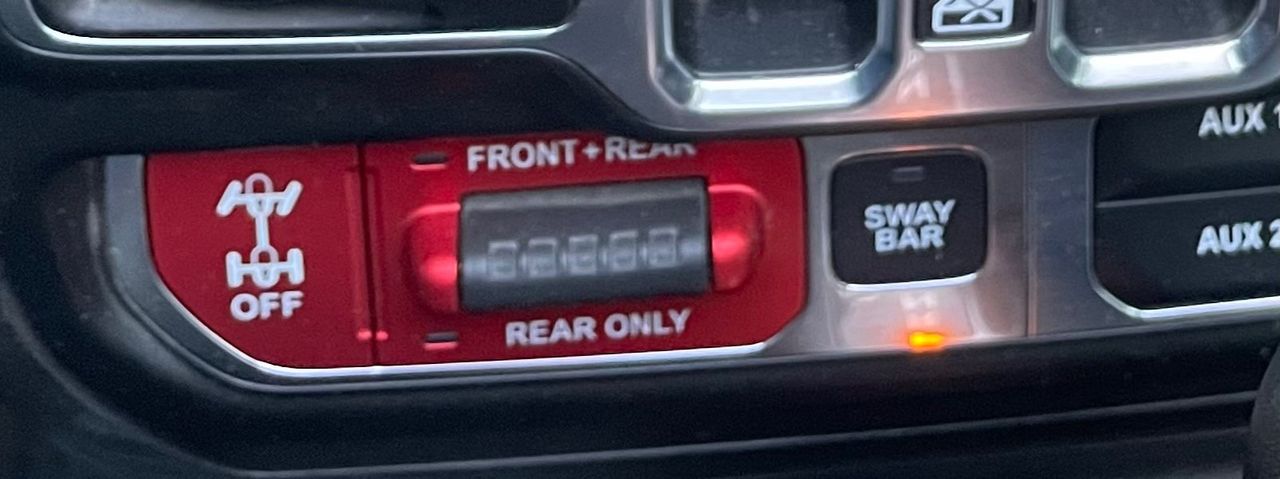 FRONT+REAR
OFF
REAR ONLY
SWAY
BAR
AUX 1
AUX 2